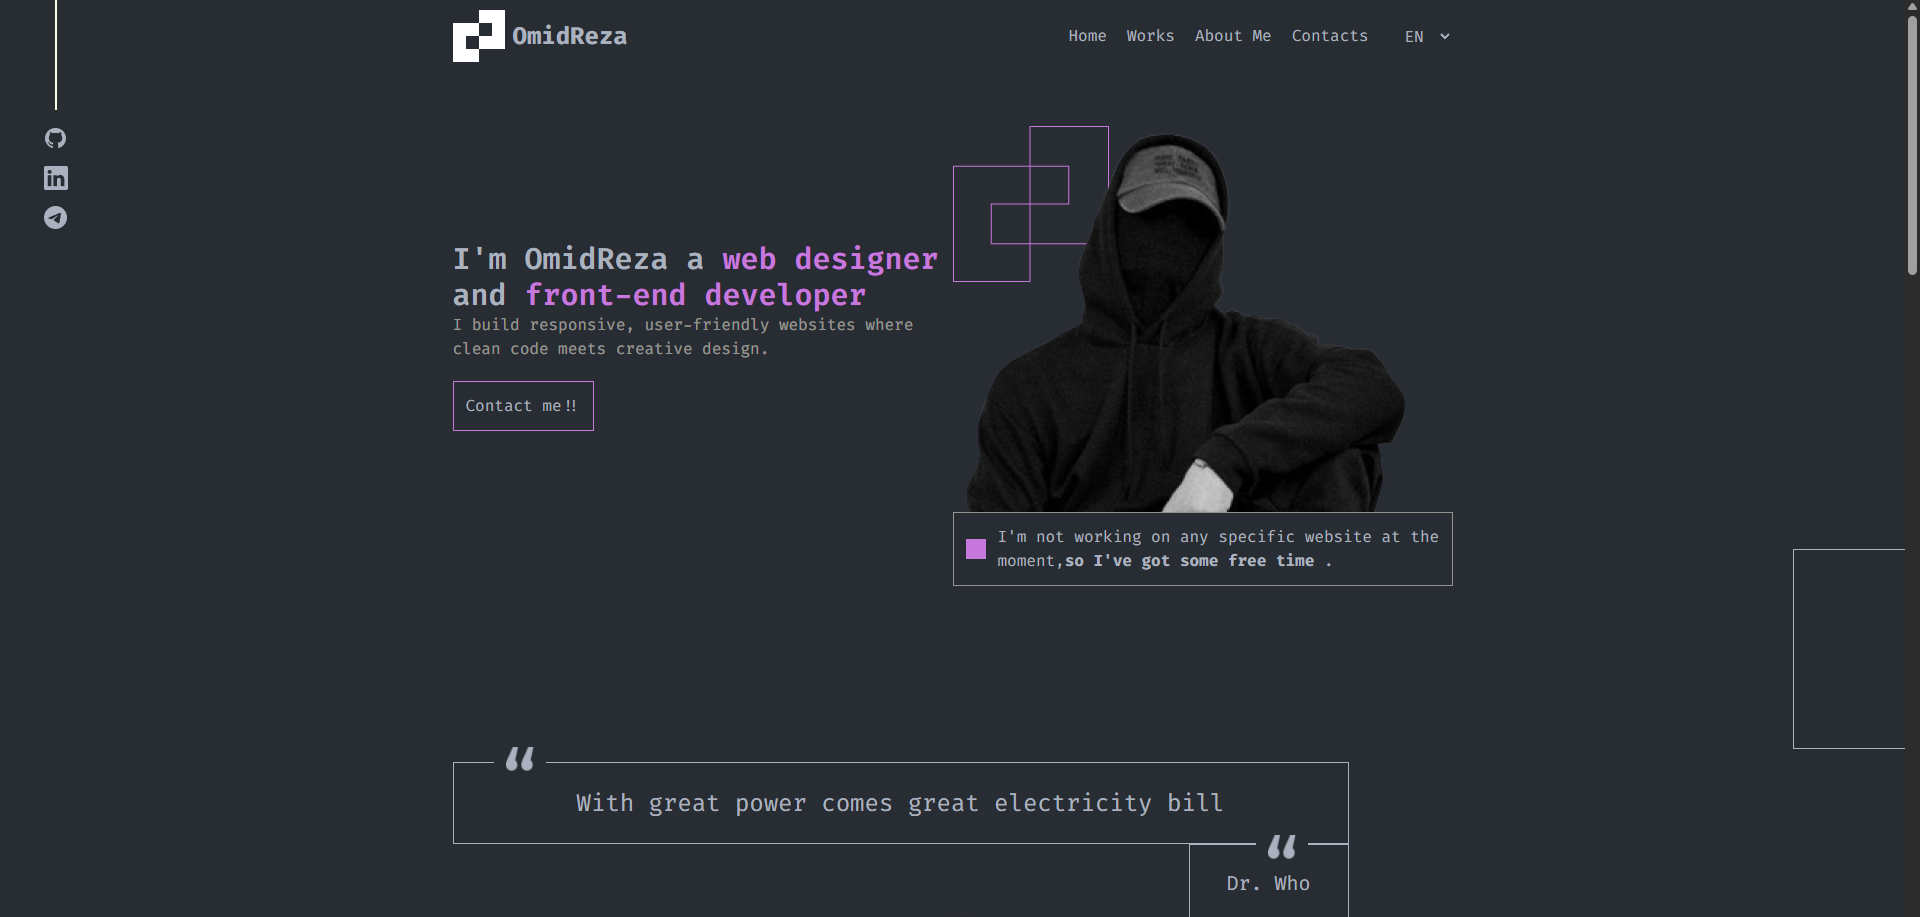 OmidReza
Home Works About Me Contacts EN
I'm OmidReza a web designer
and front-end developer
I build responsive, user-friendly websites where
clean code meets creative design.
Contact me!!
I'm not working on any specific website at the
moment,so I've got some free time .
With great power comes great electricity bill
Dr. Who